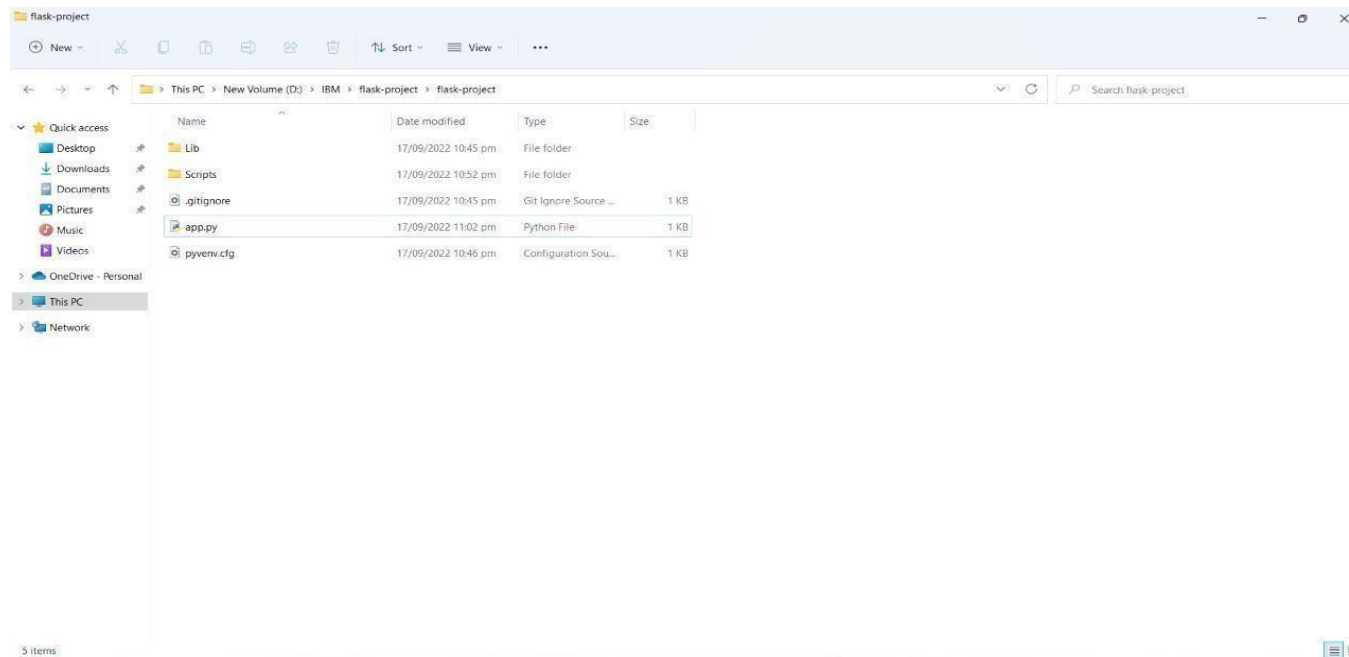 flask-project
New Sort View
This PC > New Volume (D:) > IBM > flask-project > flask-project
Search flask-project
Quick access
Desktop
Downloads
Documents
Pictures
Music
Videos
OneDrive - Personal
This PC
Network
Name Date modified Type Size
Lib 17/09/2022 10:45 pm File folder
Scripts 17/09/2022 10:52 pm File folder
.gitignore 17/09/2022 10:45 pm Git Ignore Source ... 1 KB
app.py 17/09/2022 11:02 pm Python File 1 KB
pyvenv.cfg 17/09/2022 10:46 pm Configuration Sou... 1 KB
5 items